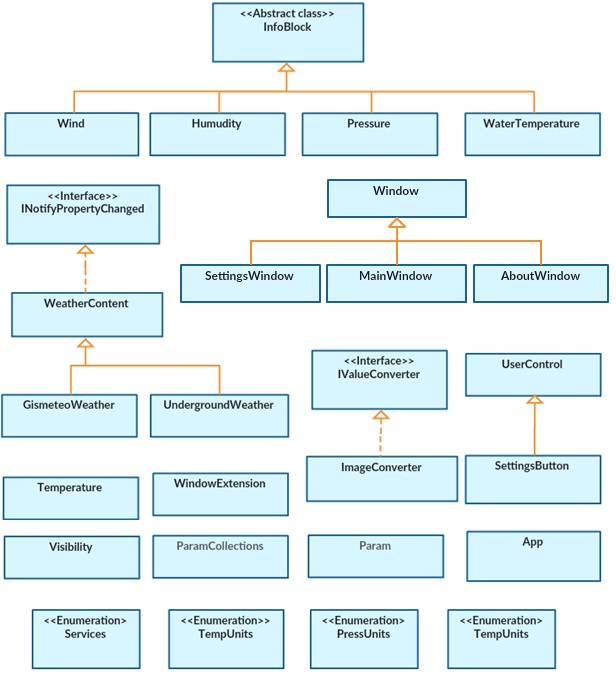 <<Abstract class>>
InfoBlock
Wind
Humudity
Pressure
WaterTemperature
<<Interface>>
INotifyPropertyChanged
Window
SettingsWindow
MainWindow
AboutWindow
WeatherContent
<<Interface>>
IValueConverter
UserControl
GismeteoWeather
UndergroundWeather
ImageConverter
SettingsButton
Temperature
WindowExtension
Visibility
ParamCollections
Param
App
<<Enumeration>
Services
<<Enumeration>>
TempUnits
<<Enumeration>
PressUnits
<<Enumeration>
TempUnits